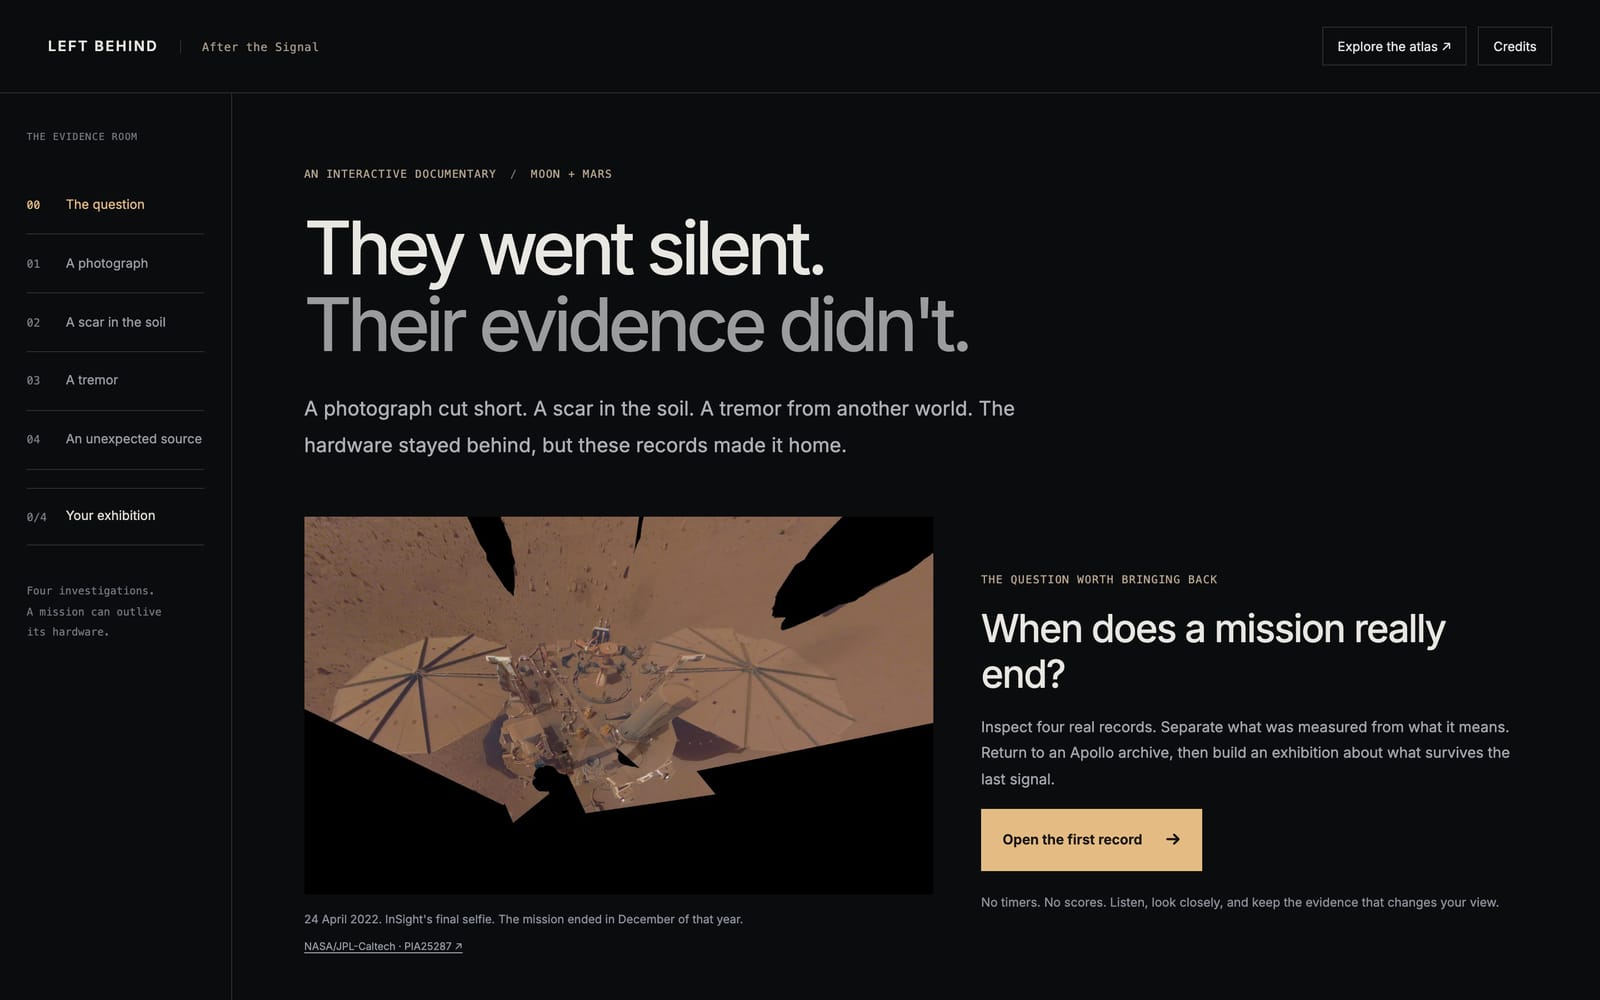 LEFT BEHIND
After the Signal
Explore the atlas ↗
Credits
THE EVIDENCE ROOM
00 The question
01 A photograph
02 A scar in the soil
03 A tremor
04 An unexpected source
0/4 Your exhibition
Four investigations.
A mission can outlive
its hardware.
AN INTERACTIVE DOCUMENTARY / MOON + MARS
They went silent.
Their evidence didn't.
A photograph cut short. A scar in the soil. A tremor from another world. The
hardware stayed behind, but these records made it home.
24 April 2022. InSight's final selfie. The mission ended in December of that year.
NASA/JPL-Caltech · PIA25287 ↗
THE QUESTION WORTH BRINGING BACK
When does a mission really
end?
Inspect four real records. Separate what was measured from what it means.
Return to an Apollo archive, then build an exhibition about what survives the
last signal.
Open the first record →
No timers. No scores. Listen, look closely, and keep the evidence that changes your view.